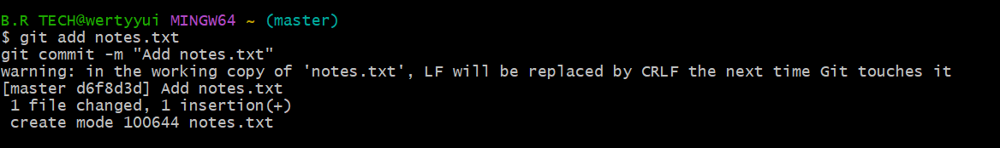 B.R TECH@wertyyui MINGW64 ~ (master)
$ git add notes.txt
git commit -m "Add notes.txt"
warning: in the working copy of 'notes.txt', LF will be replaced by CRLF the next time Git touches it
[master d6f8d3d] Add notes.txt
 1 file changed, 1 insertion(+)
 create mode 100644 notes.txt